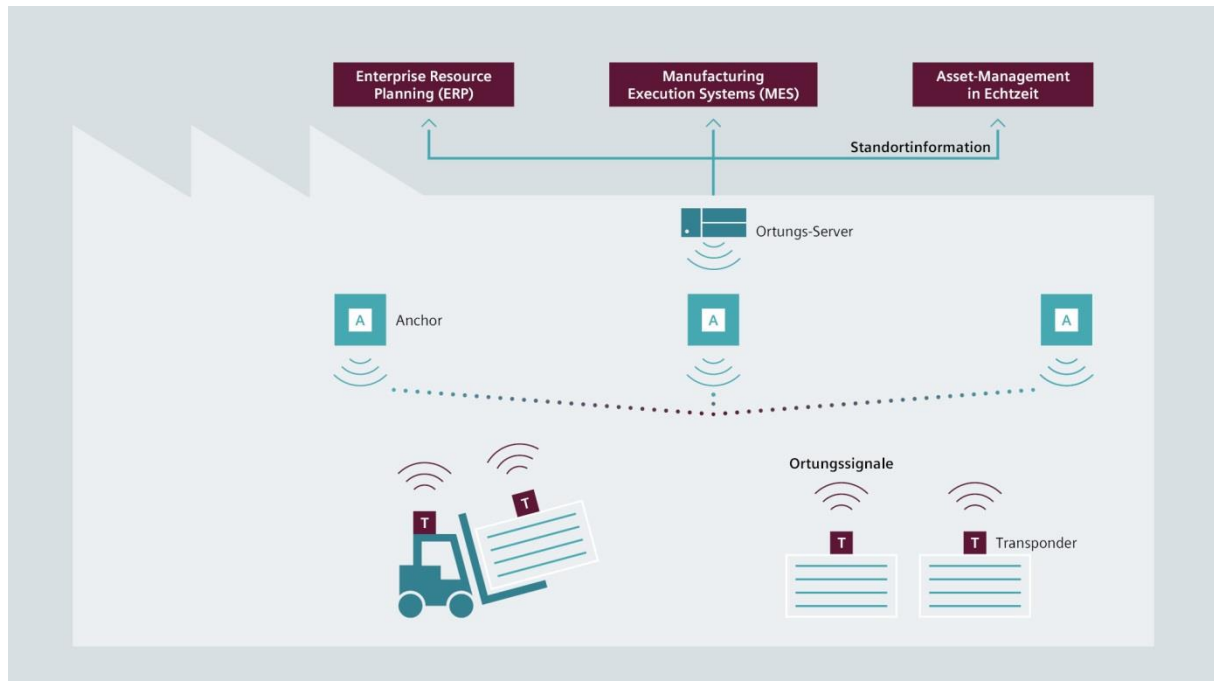 Enterprise Resource
Planning (ERP)
Manufacturing
Execution Systems (MES)
Asset-Management
in Echtzeit
Standortinformation
Ortungs-Server
A
Anchor
A
A
Ortungssignale
T
T
T
T
Transponder